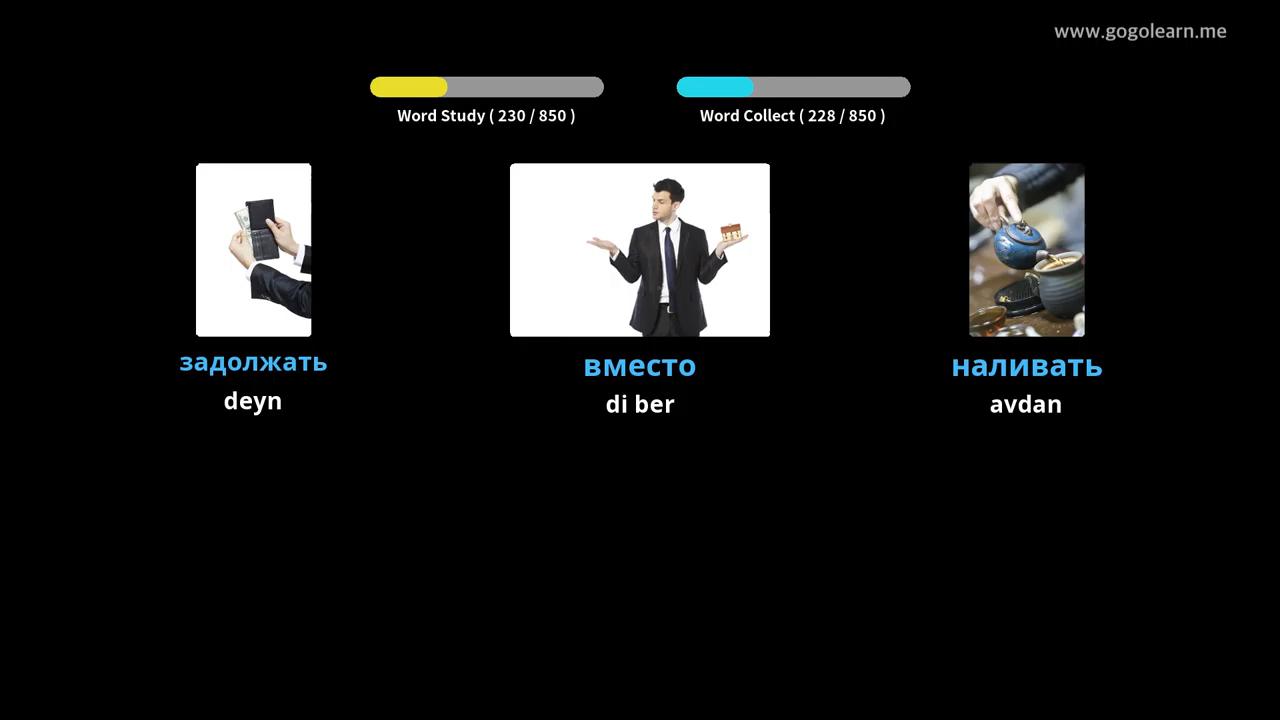 www.gogolearn.me
Word Study ( 230 / 850 )
Word Collect ( 228 / 850 )
задолжать
deyn
вместо
di ber
наливать
avdan